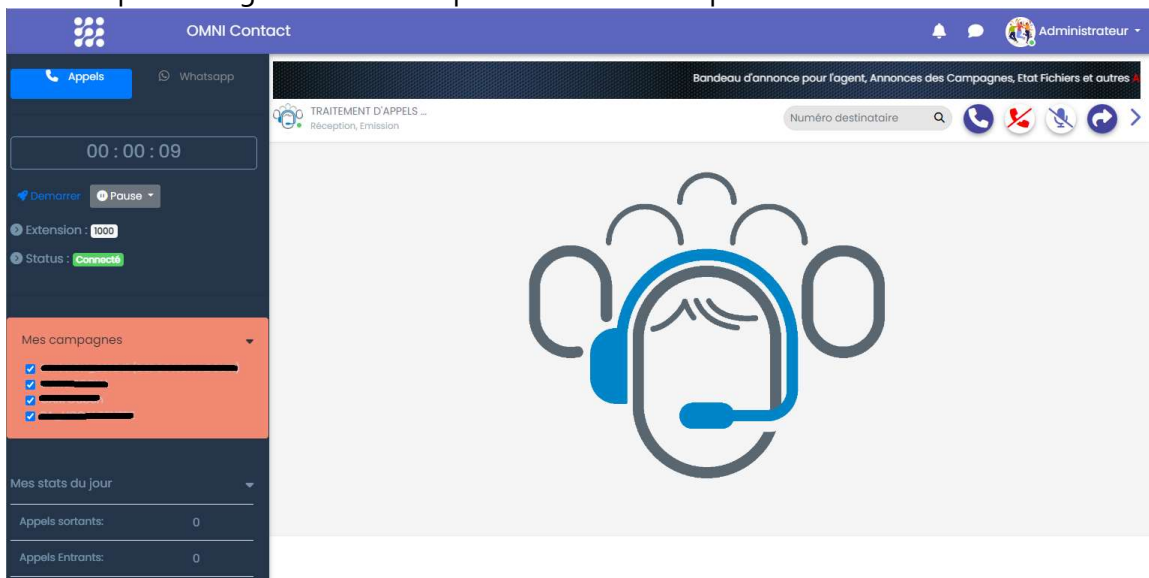 OMNI Contact
Administrateur
Appels
Whatsapp
Bandeau d'annonce pour l'agent, Annonces des Campagnes, Etat Fichiers et autres
TRAITEMENT D'APPELS ...
Réception, Emission
Numéro destinataire
00 : 00 : 09
Demarrer
Pause
Extension : 1000
Status : Connecté
Mes campagnes
Mes stats du jour
Appels sortants: 0
Appels Entrants: 0